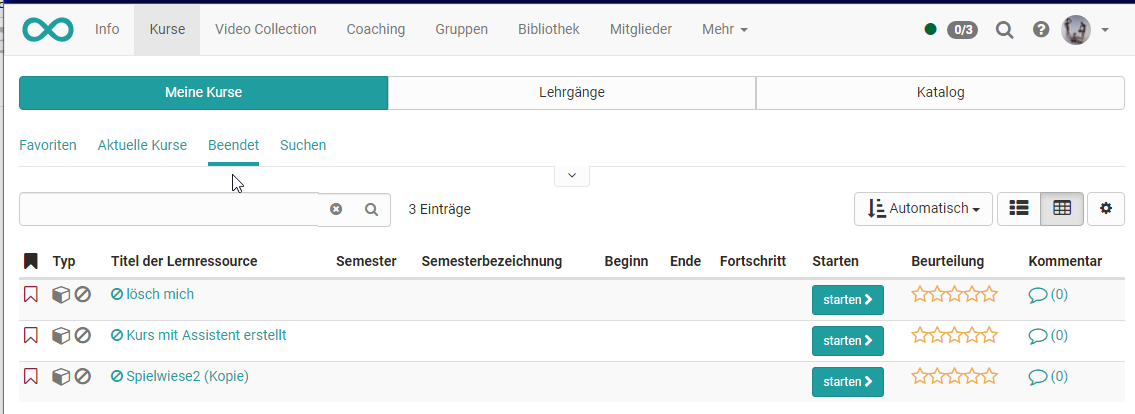 Info Kurse Video Collection Coaching Gruppen Bibliothek Mitglieder Mehr 0/3
Meine Kurse Lehrgänge Katalog
Favoriten Aktuelle Kurse Beendet Suchen
3 Einträge Automatisch
Typ Titel der Lernressource Semester Semesterbezeichnung Beginn Ende Fortschritt Starten Beurteilung Kommentar
lösch mich starten (0)
Kurs mit Assistent erstellt starten (0)
Spielwiese2 (Kopie) starten (0)